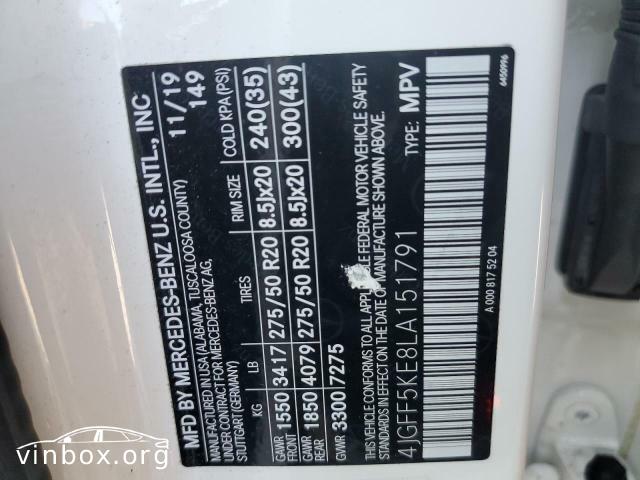 MFD BY MERCEDES-BENZ U.S. INTL., INC
MANUFACTURED IN USA (ALABAMA, TUSCALOOSA COUNTY)
UNDER CONTRACT FOR MERCEDES-BENZ AG,
STUTTGART (GERMANY)
11/19
149
KG LB TIRES RIM SIZE COLD KPA (PSI)
GAWR FRONT 1550 3417 275/50 R20 8.5Jx20 240(35)
GAWR REAR 1850 4079 275/50 R20 8.5Jx20 300(43)
GVWR 3300 7275
CONFORMS TO ALL APPLICABLE FEDERAL MOTOR VEHICLE SAFETY
STANDARDS IN EFFECT ON THE DATE OF MANUFACTURE SHOWN ABOVE.
4JGFF5KE8LA151791 TYPE: MPV
A 000 817 52 04
6450996
vinbox.org